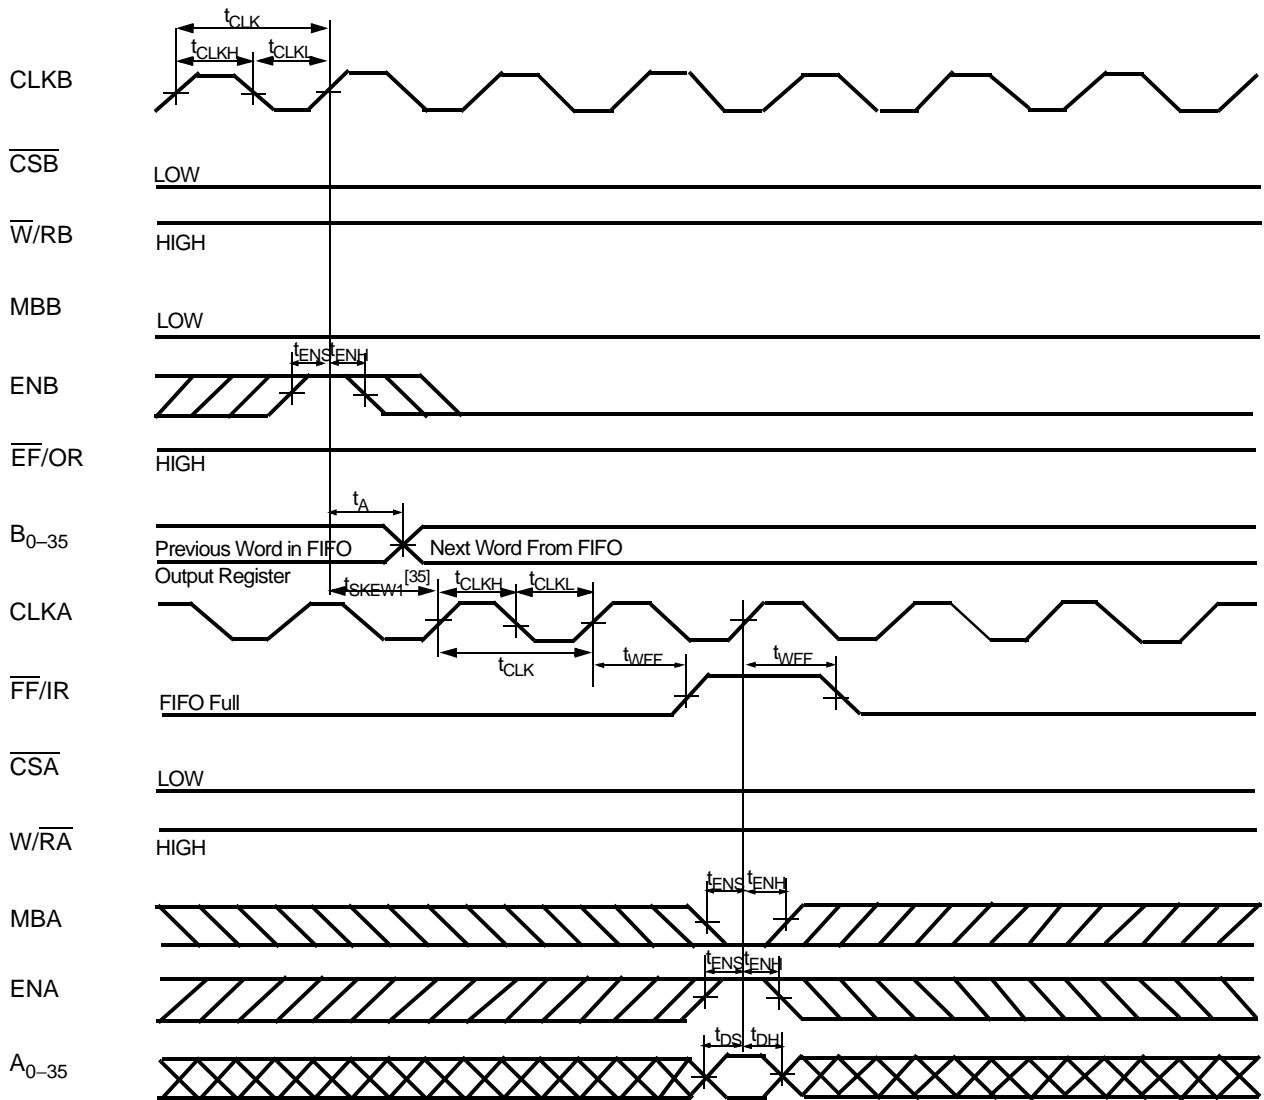 tCLK
tCLKH tCLKL
CLKB
CSB
LOW
W/RB
HIGH
MBB
LOW
tENS tENH
ENB
EF/OR
HIGH
tA
B0–35
Previous Word in FIFO Next Word From FIFO
Output Register
tSKEW1[35] tCLKH tCLKL
CLKA
tCLK
tWFF tWFF
FF/IR
FIFO Full
CSA
LOW
W/RA
HIGH
tENS tENH
MBA
tENS tENH
ENA
tDS tDH
A0–35